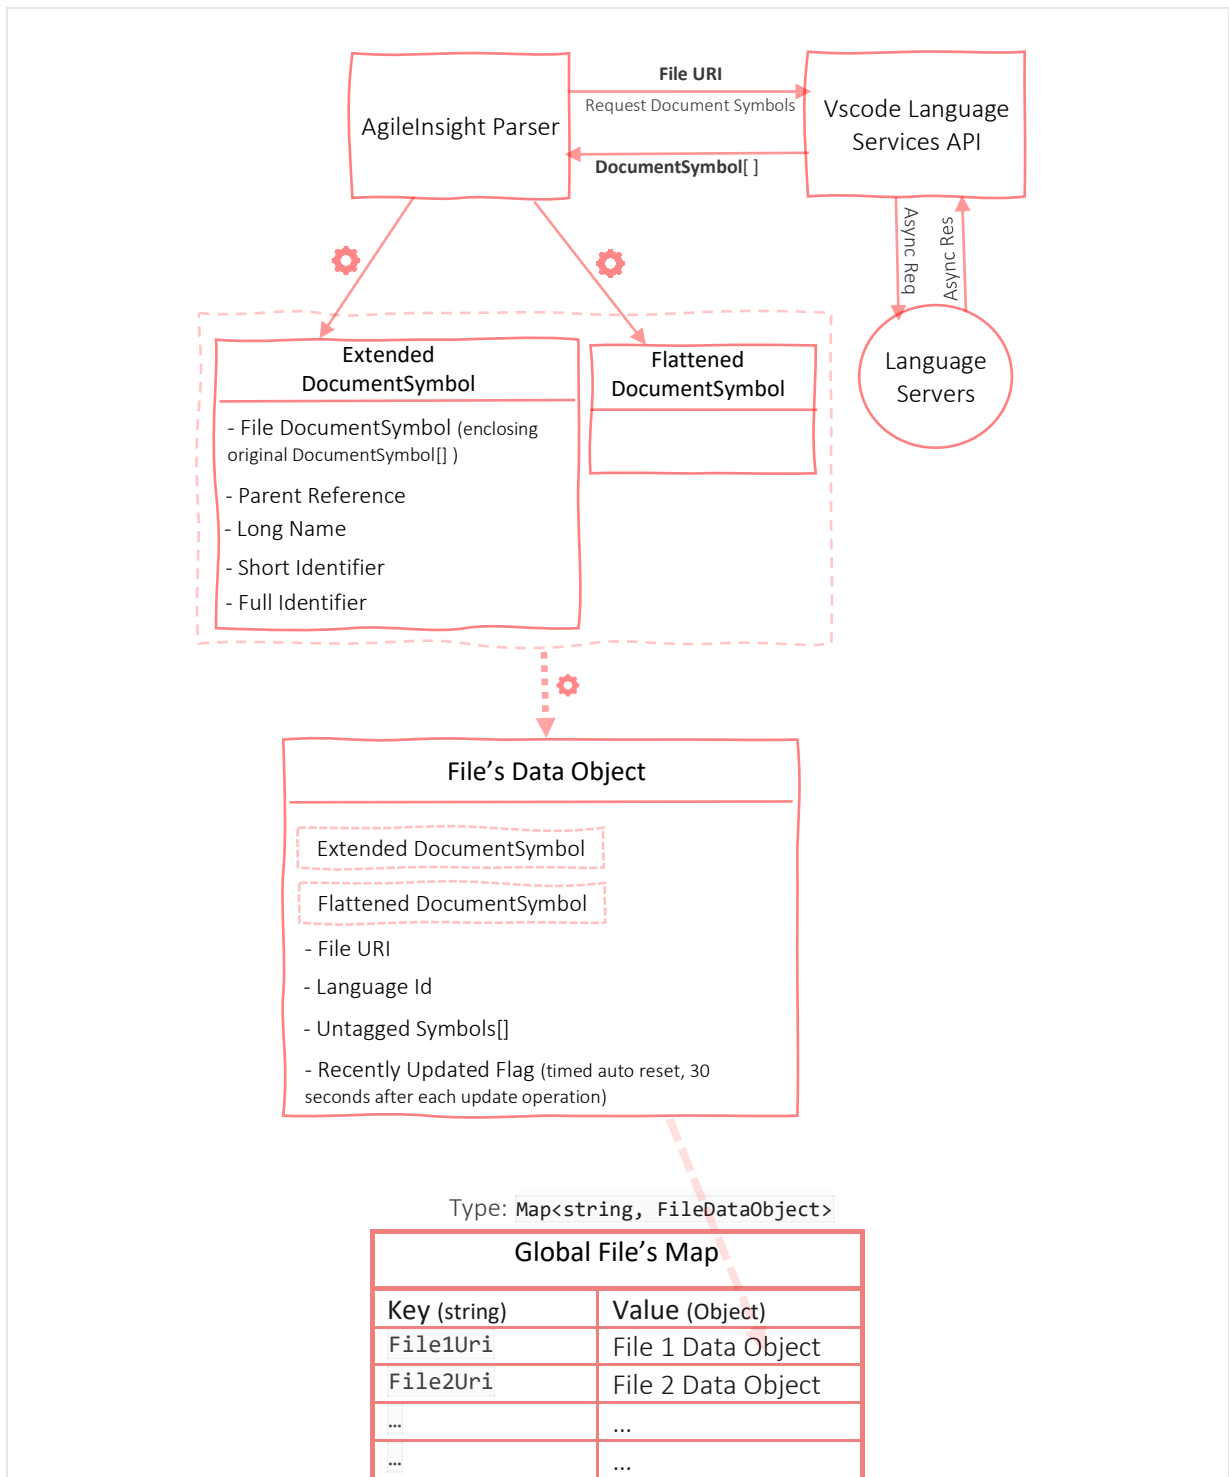 File URI
Request Document Symbols
AgileInsight Parser
Vscode Language
Services API
DocumentSymbol[ ]
Async Req
Async Res
Extended
DocumentSymbol
- File DocumentSymbol (enclosing
original DocumentSymbol[] )
- Parent Reference
- Long Name
- Short Identifier
- Full Identifier
Flattened
DocumentSymbol
Language
Servers
File’s Data Object
Extended DocumentSymbol
Flattened DocumentSymbol
- File URI
- Language Id
- Untagged Symbols[]
- Recently Updated Flag (timed auto reset, 30
seconds after each update operation)
Type: Map<string, FileDataObject>
Global File’s Map
Key (string) Value (Object)
File1Uri File 1 Data Object
File2Uri File 2 Data Object
... ...
... ...